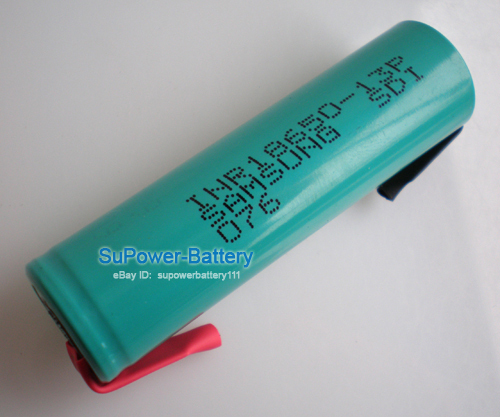 INR18650-13P
SAMSUNG SDI
076
SuPower-Battery
eBay ID: supowerbattery111